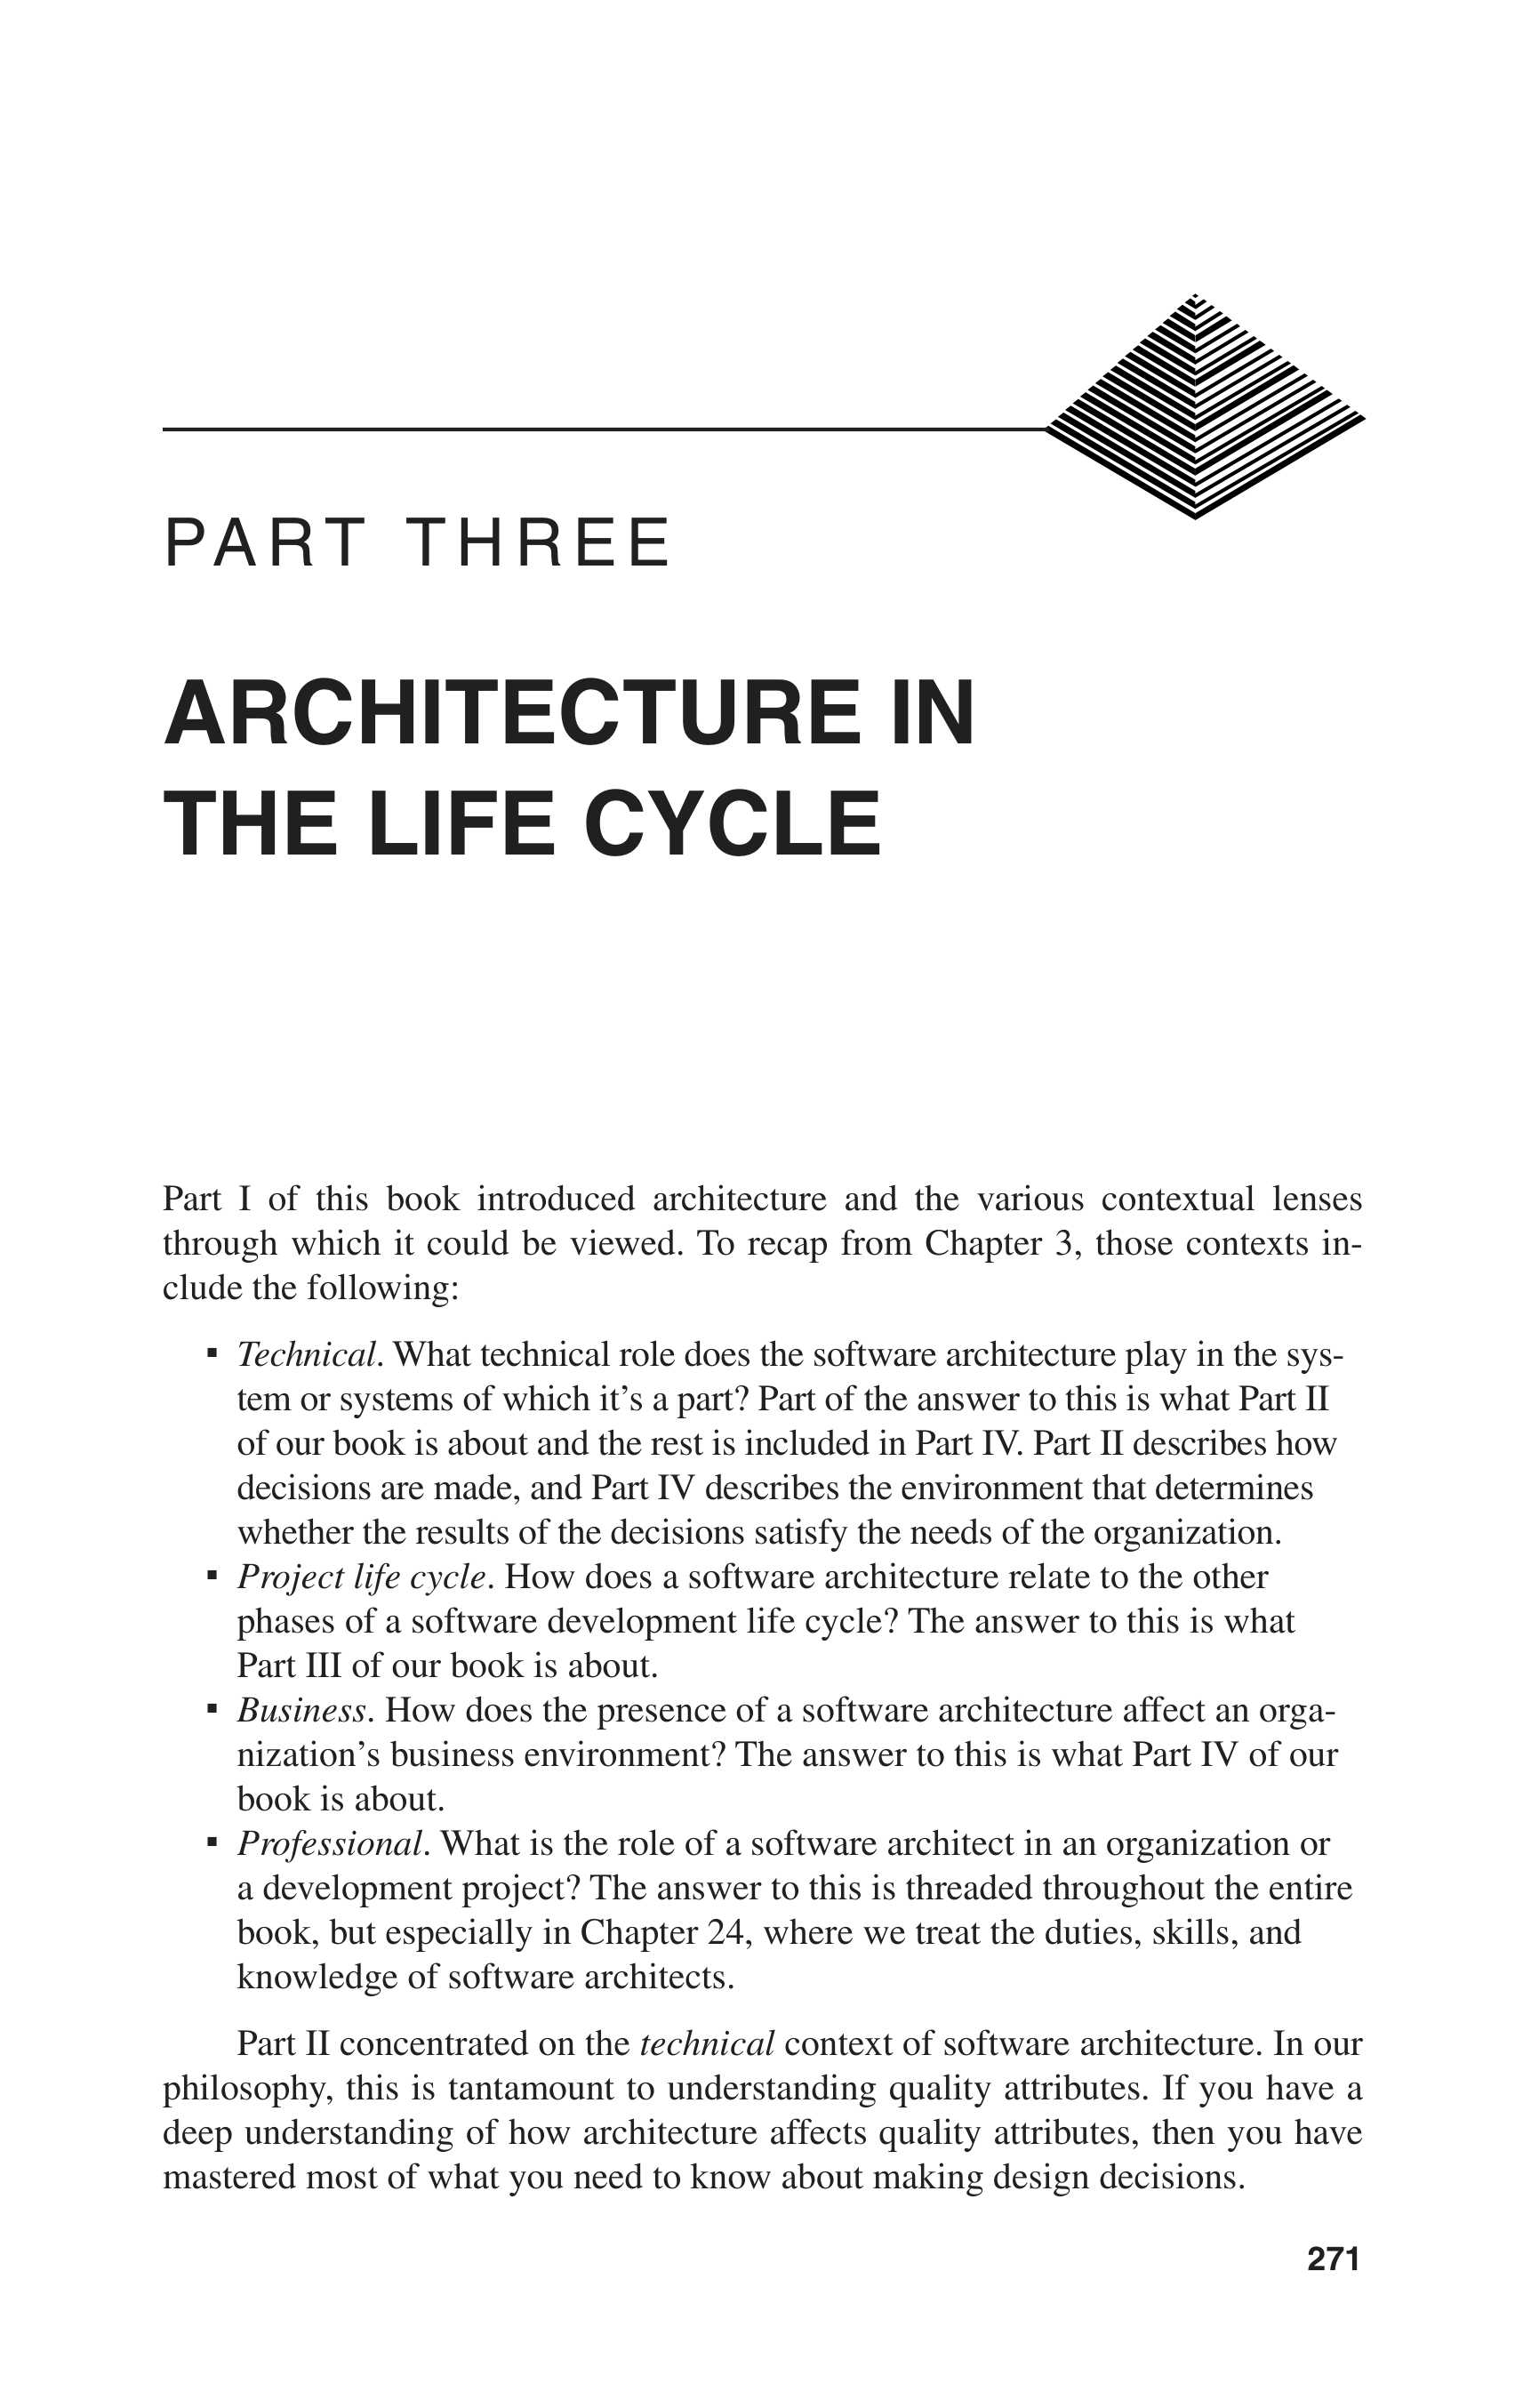 PART THREE
ARCHITECTURE IN
THE LIFE CYCLE
Part I of this book introduced architecture and the various contextual lenses
through which it could be viewed. To recap from Chapter 3, those contexts in-
clude the following:
▪ Technical. What technical role does the software architecture play in the sys-
tem or systems of which it’s a part? Part of the answer to this is what Part II
of our book is about and the rest is included in Part IV. Part II describes how
decisions are made, and Part IV describes the environment that determines
whether the results of the decisions satisfy the needs of the organization.
▪ Project life cycle. How does a software architecture relate to the other
phases of a software development life cycle? The answer to this is what
Part III of our book is about.
▪ Business. How does the presence of a software architecture affect an orga-
nization’s business environment? The answer to this is what Part IV of our
book is about.
▪ Professional. What is the role of a software architect in an organization or
a development project? The answer to this is threaded throughout the entire
book, but especially in Chapter 24, where we treat the duties, skills, and
knowledge of software architects.
Part II concentrated on the technical context of software architecture. In our
philosophy, this is tantamount to understanding quality attributes. If you have a
deep understanding of how architecture affects quality attributes, then you have
mastered most of what you need to know about making design decisions.
271